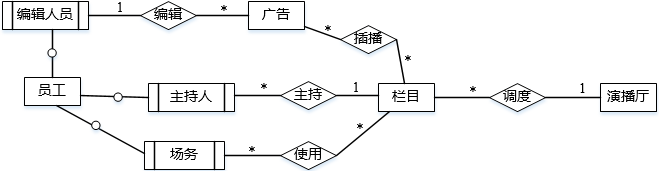 编辑人员 1 编辑 * 广告
* 插播 *
员工 主持人 * 主持 1 栏目 * 调度 1 演播厅
场务 * 使用 *